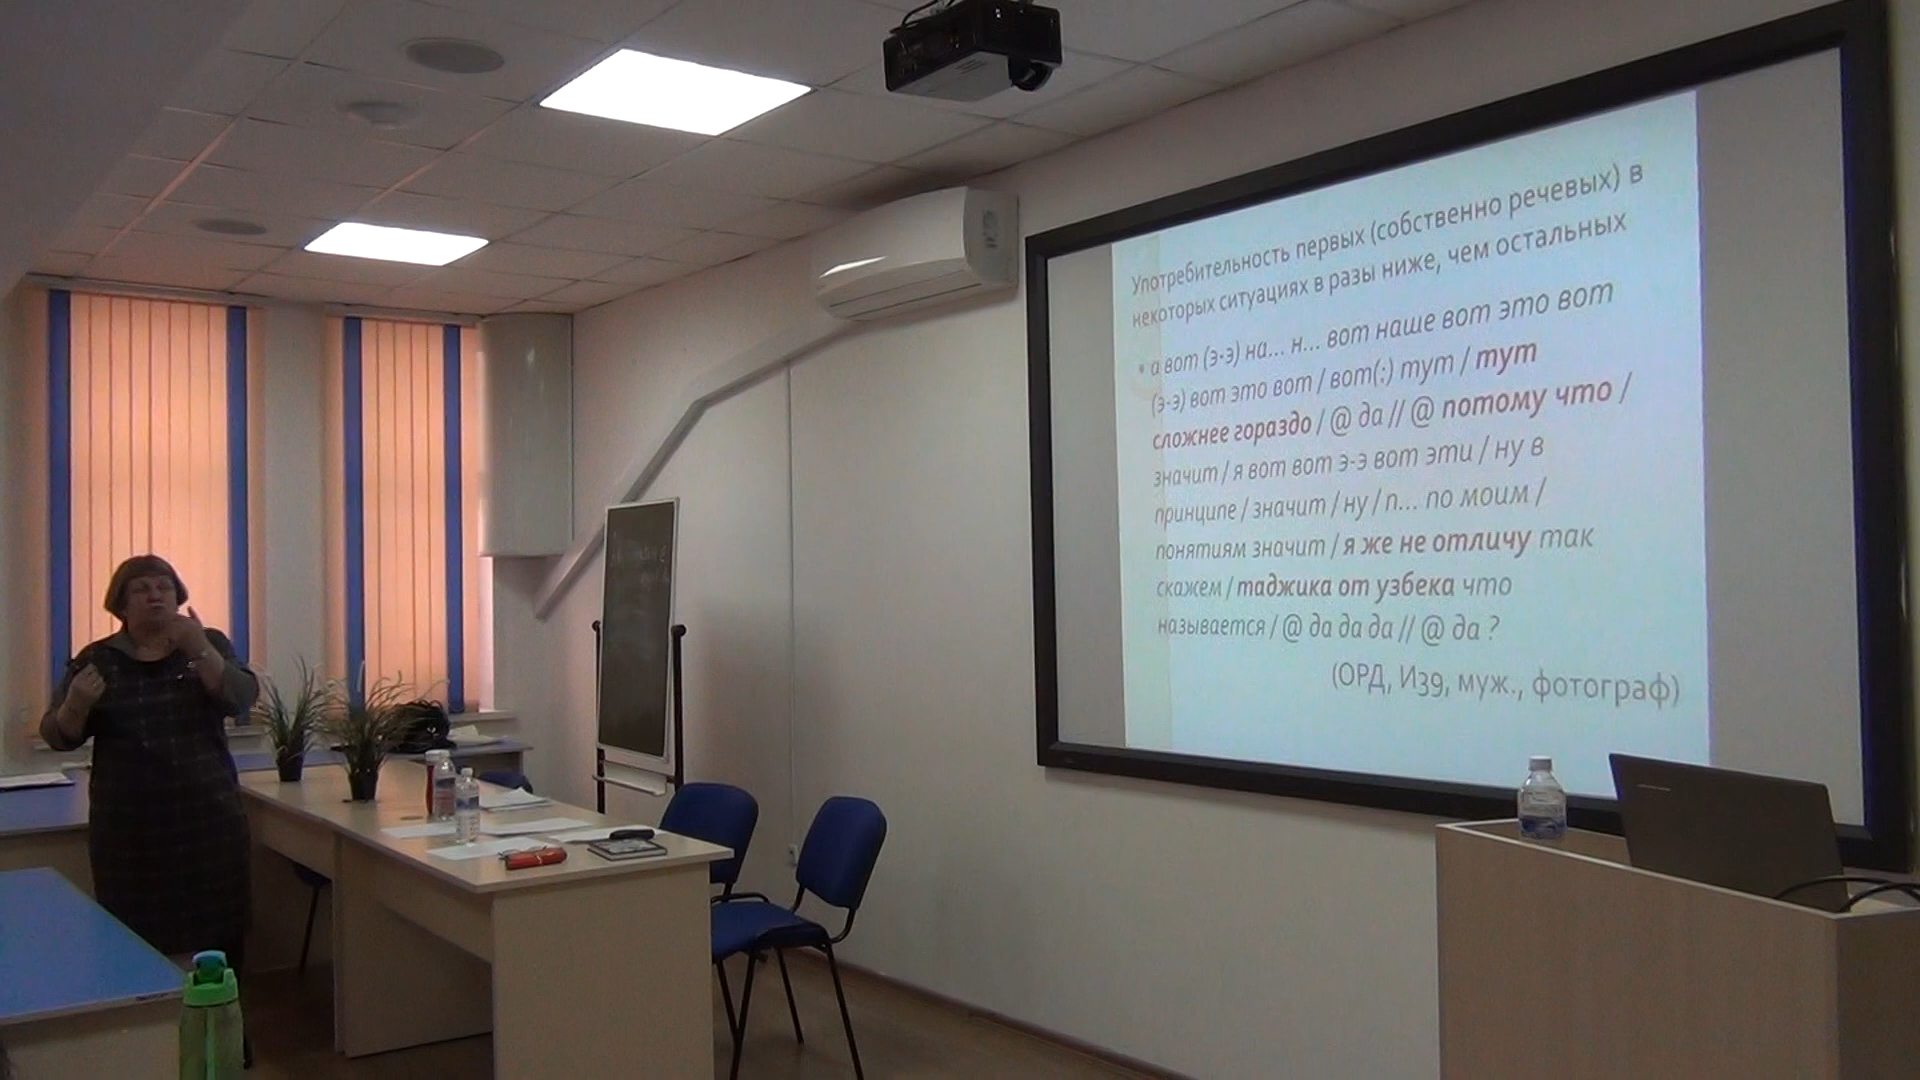 Употребительность первых (собственно речевых) в
некоторых ситуациях в разы ниже, чем остальных
• а вот (э-э) на... н... вот наше вот это вот
(э-э) вот это вот / вот(:) тут / тут
сложнее гораздо / @ да // @ потому что /
значит / я вот вот э-э вот эти / ну в
принципе / значит / ну / п... по моим /
понятиям значит / я же не отличу так
скажем / таджика от узбека что
называется / @ да да да // @ да ?
(ОРД, И39, муж., фотограф)